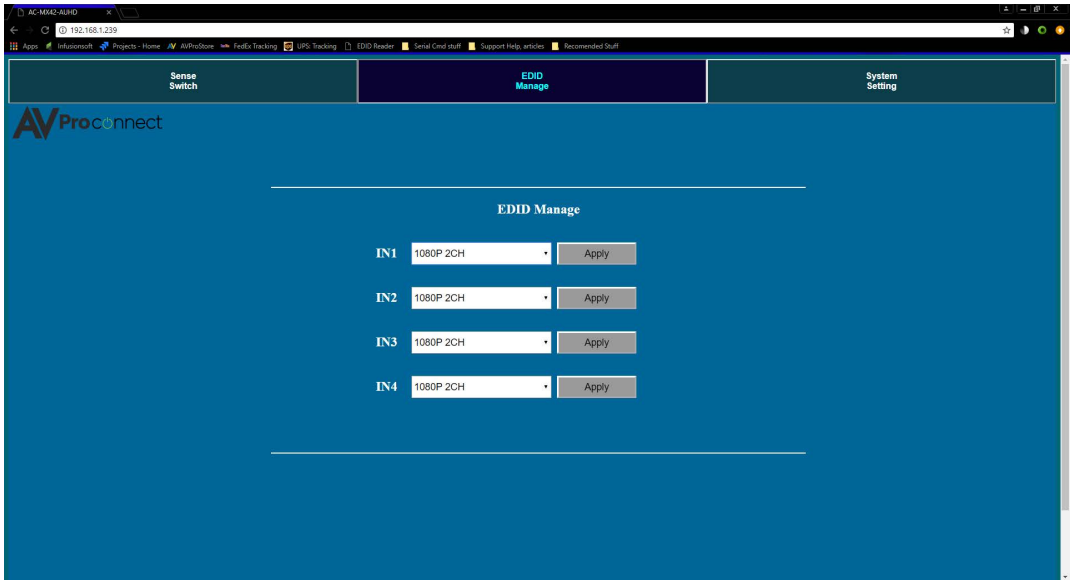 AC-MX42-AUHD
192.168.1.239
Apps Infusionsoft Projects - Home AVProStore FedEx Tracking UPS: Tracking EDID Reader Serial Cmd stuff Support Help, articles Recomended Stuff
Sense
Switch
EDID
Manage
System
Setting
AVProconnect
EDID Manage
IN1 1080P 2CH Apply
IN2 1080P 2CH Apply
IN3 1080P 2CH Apply
IN4 1080P 2CH Apply